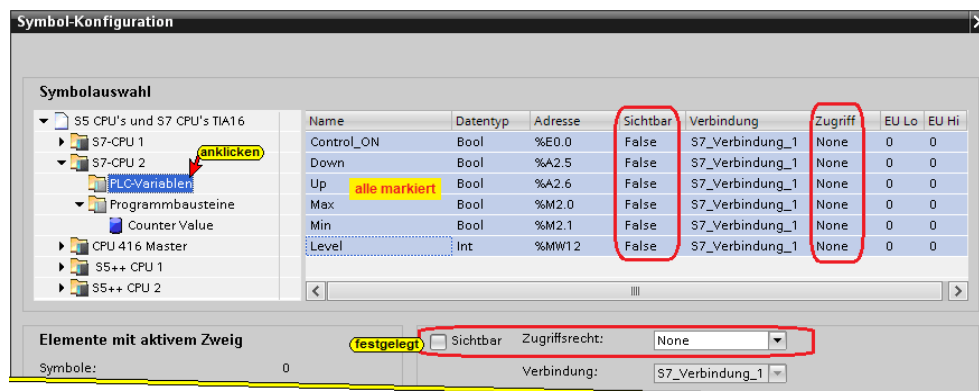 Symbol-Konfiguration
Symbolauswahl
S5 CPU's und S7 CPU's TIA16
S7-CPU 1
anklicken
S7-CPU 2
PLC-Variablen
Programmbausteine
Counter Value
CPU 416 Master
S5++ CPU 1
S5++ CPU 2
Name Datentyp Adresse Sichtbar Verbindung Zugriff EU Lo EU Hi
Control_ON Bool %E0.0 False S7_Verbindung_1 None 0 0
Down Bool %A2.5 False S7_Verbindung_1 None 0 0
Up Bool %A2.6 False S7_Verbindung_1 None 0 0
alle markiert
Max Bool %M2.0 False S7_Verbindung_1 None 0 0
Min Bool %M2.1 False S7_Verbindung_1 None 0 0
Level Int %MW12 False S7_Verbindung_1 None 0 0
Elemente mit aktivem Zweig
Symbole: 0
festgelegt Sichtbar Zugriffsrecht: None
Verbindung: S7_Verbindung_1